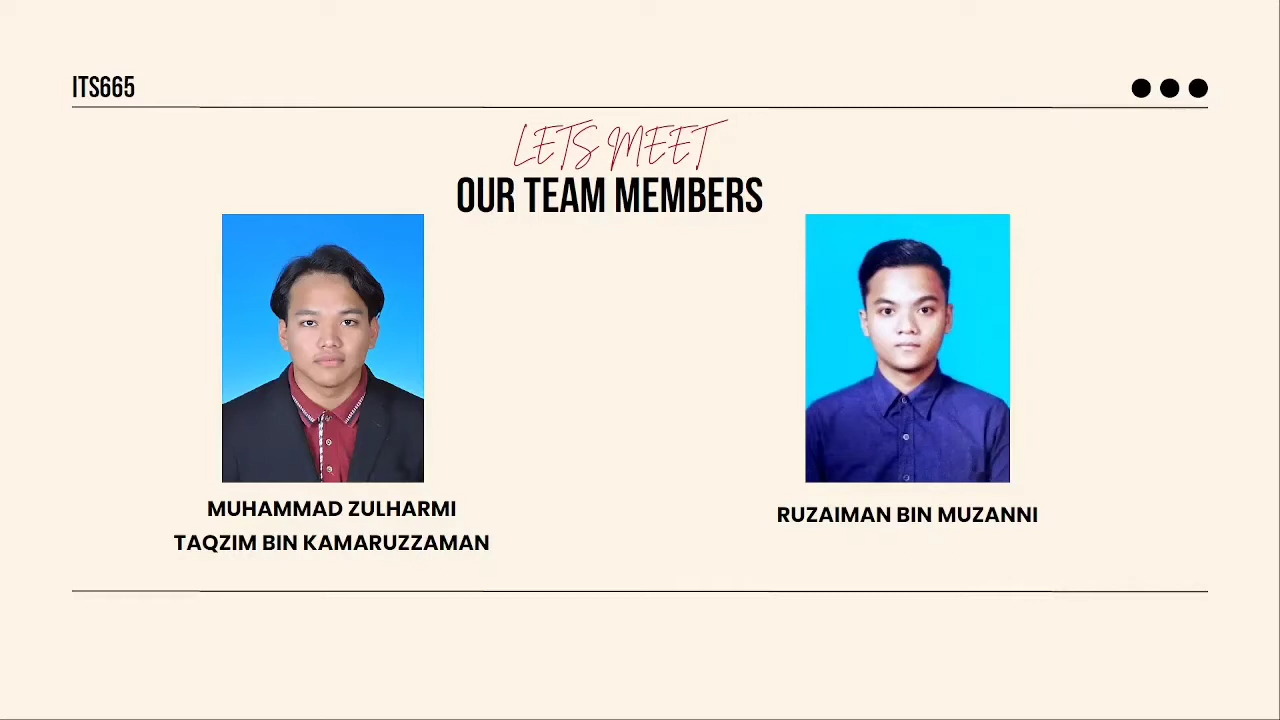 ITS665
LETS MEET
OUR TEAM MEMBERS
MUHAMMAD ZULHARMI
TAQZIM BIN KAMARUZZAMAN
RUZAIMAN BIN MUZANNI